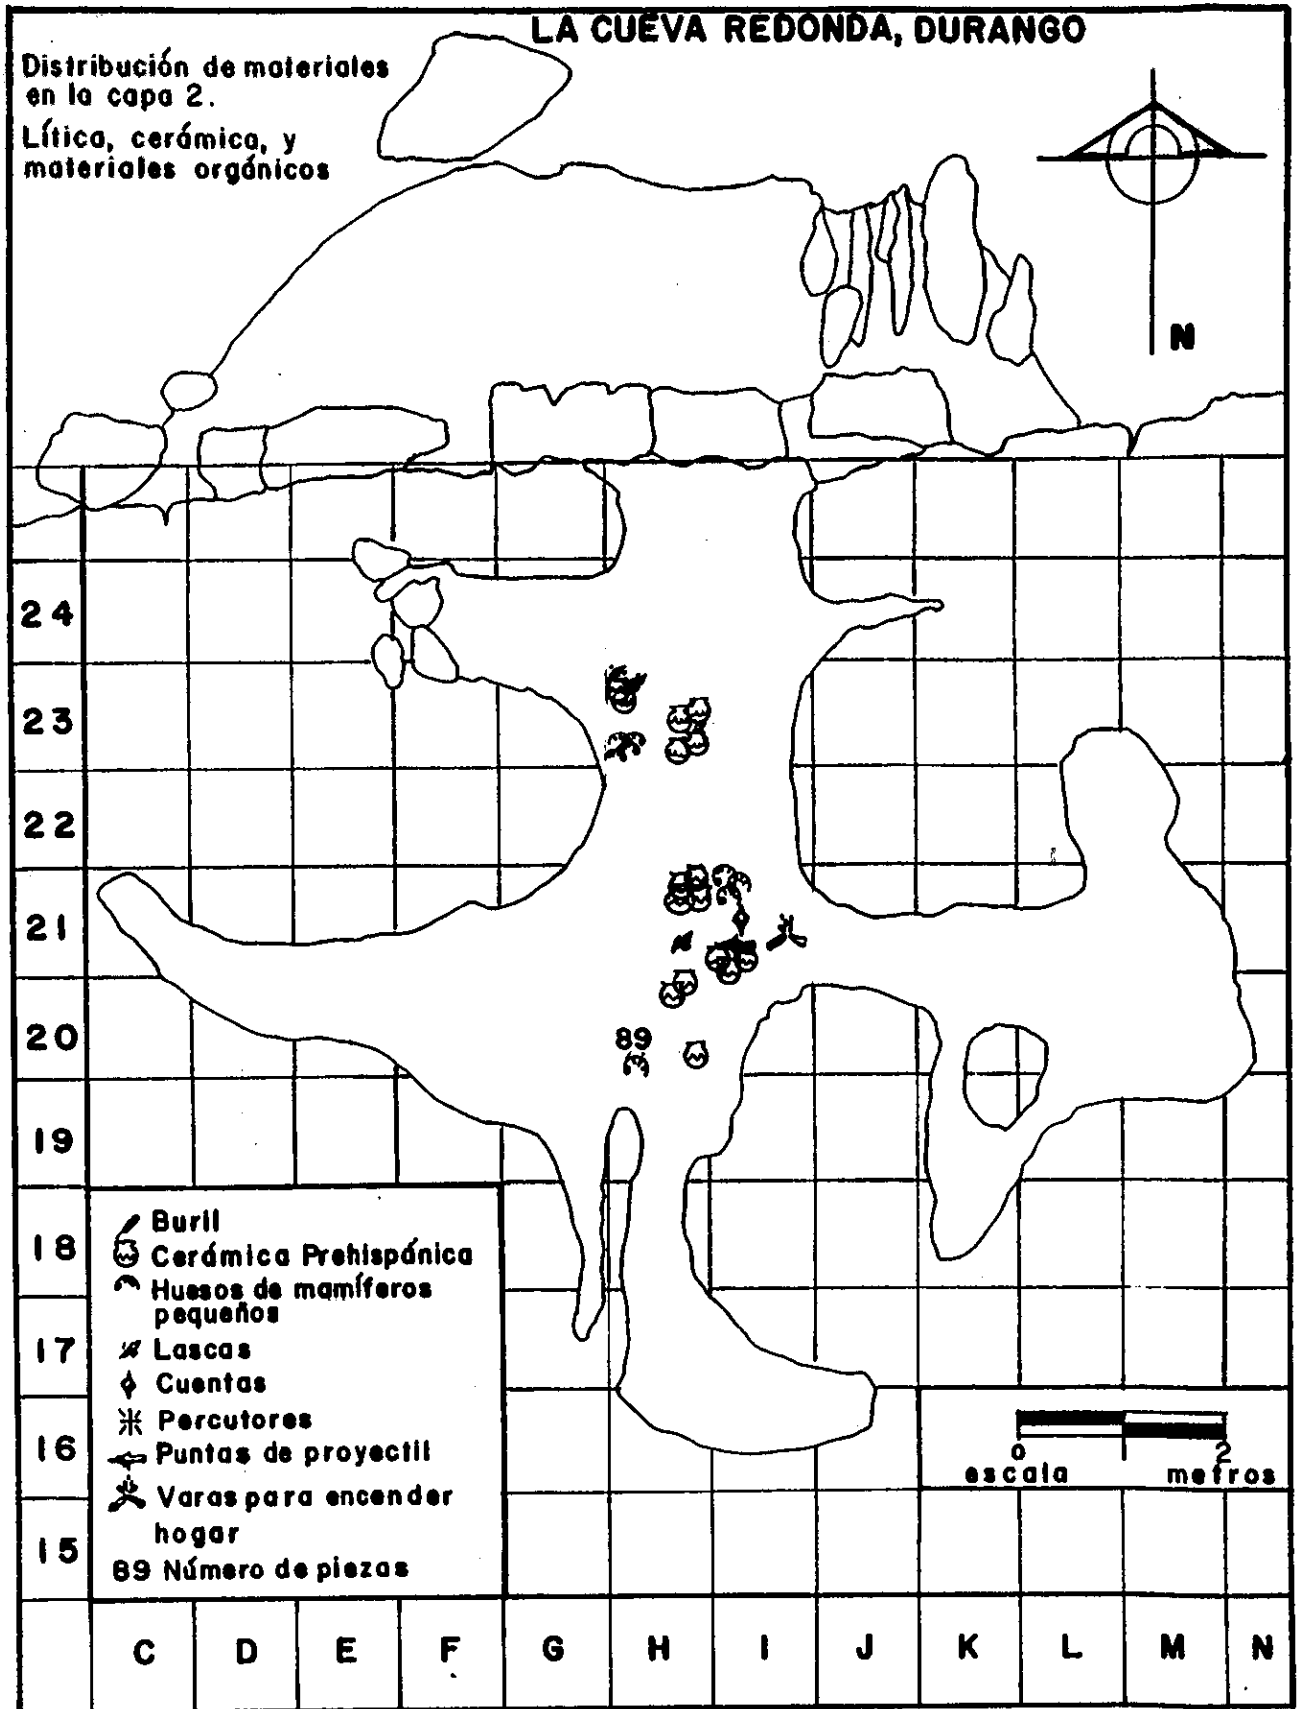 LA CUEVA REDONDA, DURANGO
Distribución de materiales
en la capa 2.
Lítica, cerámica, y
materiales orgánicos
N
24
23
22
21
20
89
19
18
17
16
15
Buril
Cerámica Prehispánica
Huesos de mamíferos
pequeños
Lascas
Cuentas
Percutores
Puntas de proyectil
Varas para encender
hogar
89 Número de piezas
0 1 2
escala metros
C D E F G H I J K L M N